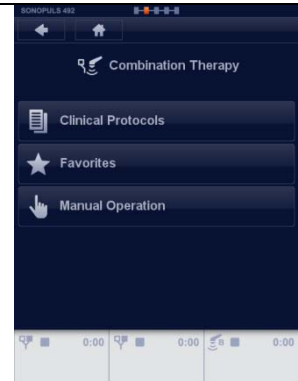 SONOPULS 492
Combination Therapy
Clinical Protocols
Favorites
Manual Operation
0:00 0:00 B 0:00